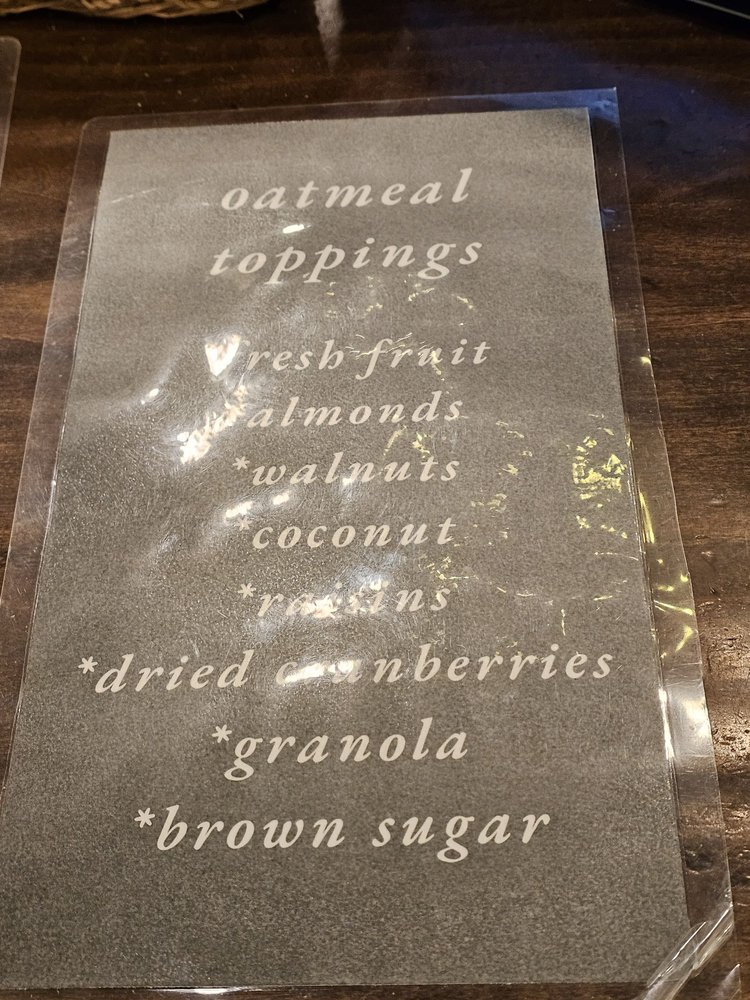 oatmeal
toppings
fresh fruit
almonds
*walnuts
*coconut
*raisins
*dried cranberries
*granola
*brown sugar